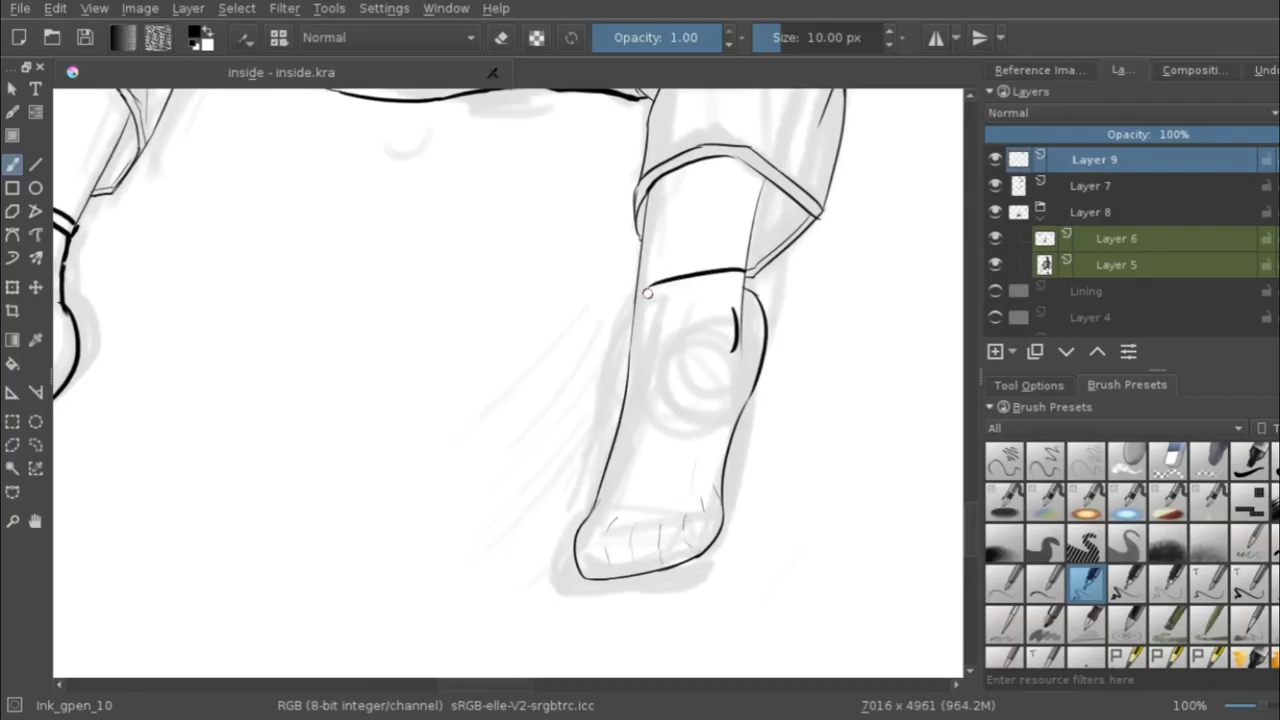 File Edit View Image Layer Select Filter Tools Settings Window Help
Normal Opacity: 1.00 Size: 10.00 px
inside - inside.kra
Reference Ima... La... Compositi... Undo
Layers
Normal
Opacity: 100%
Layer 9
Layer 7
Layer 8
Layer 6
Layer 5
Lining
Layer 4
Tool Options Brush Presets
Brush Presets
All
Enter resource filters here
Ink_gpen_10 RGB (8-bit integer/channel) sRGB-elle-V2-srgbtrc.icc 7016 x 4961 (964.2M) 100%